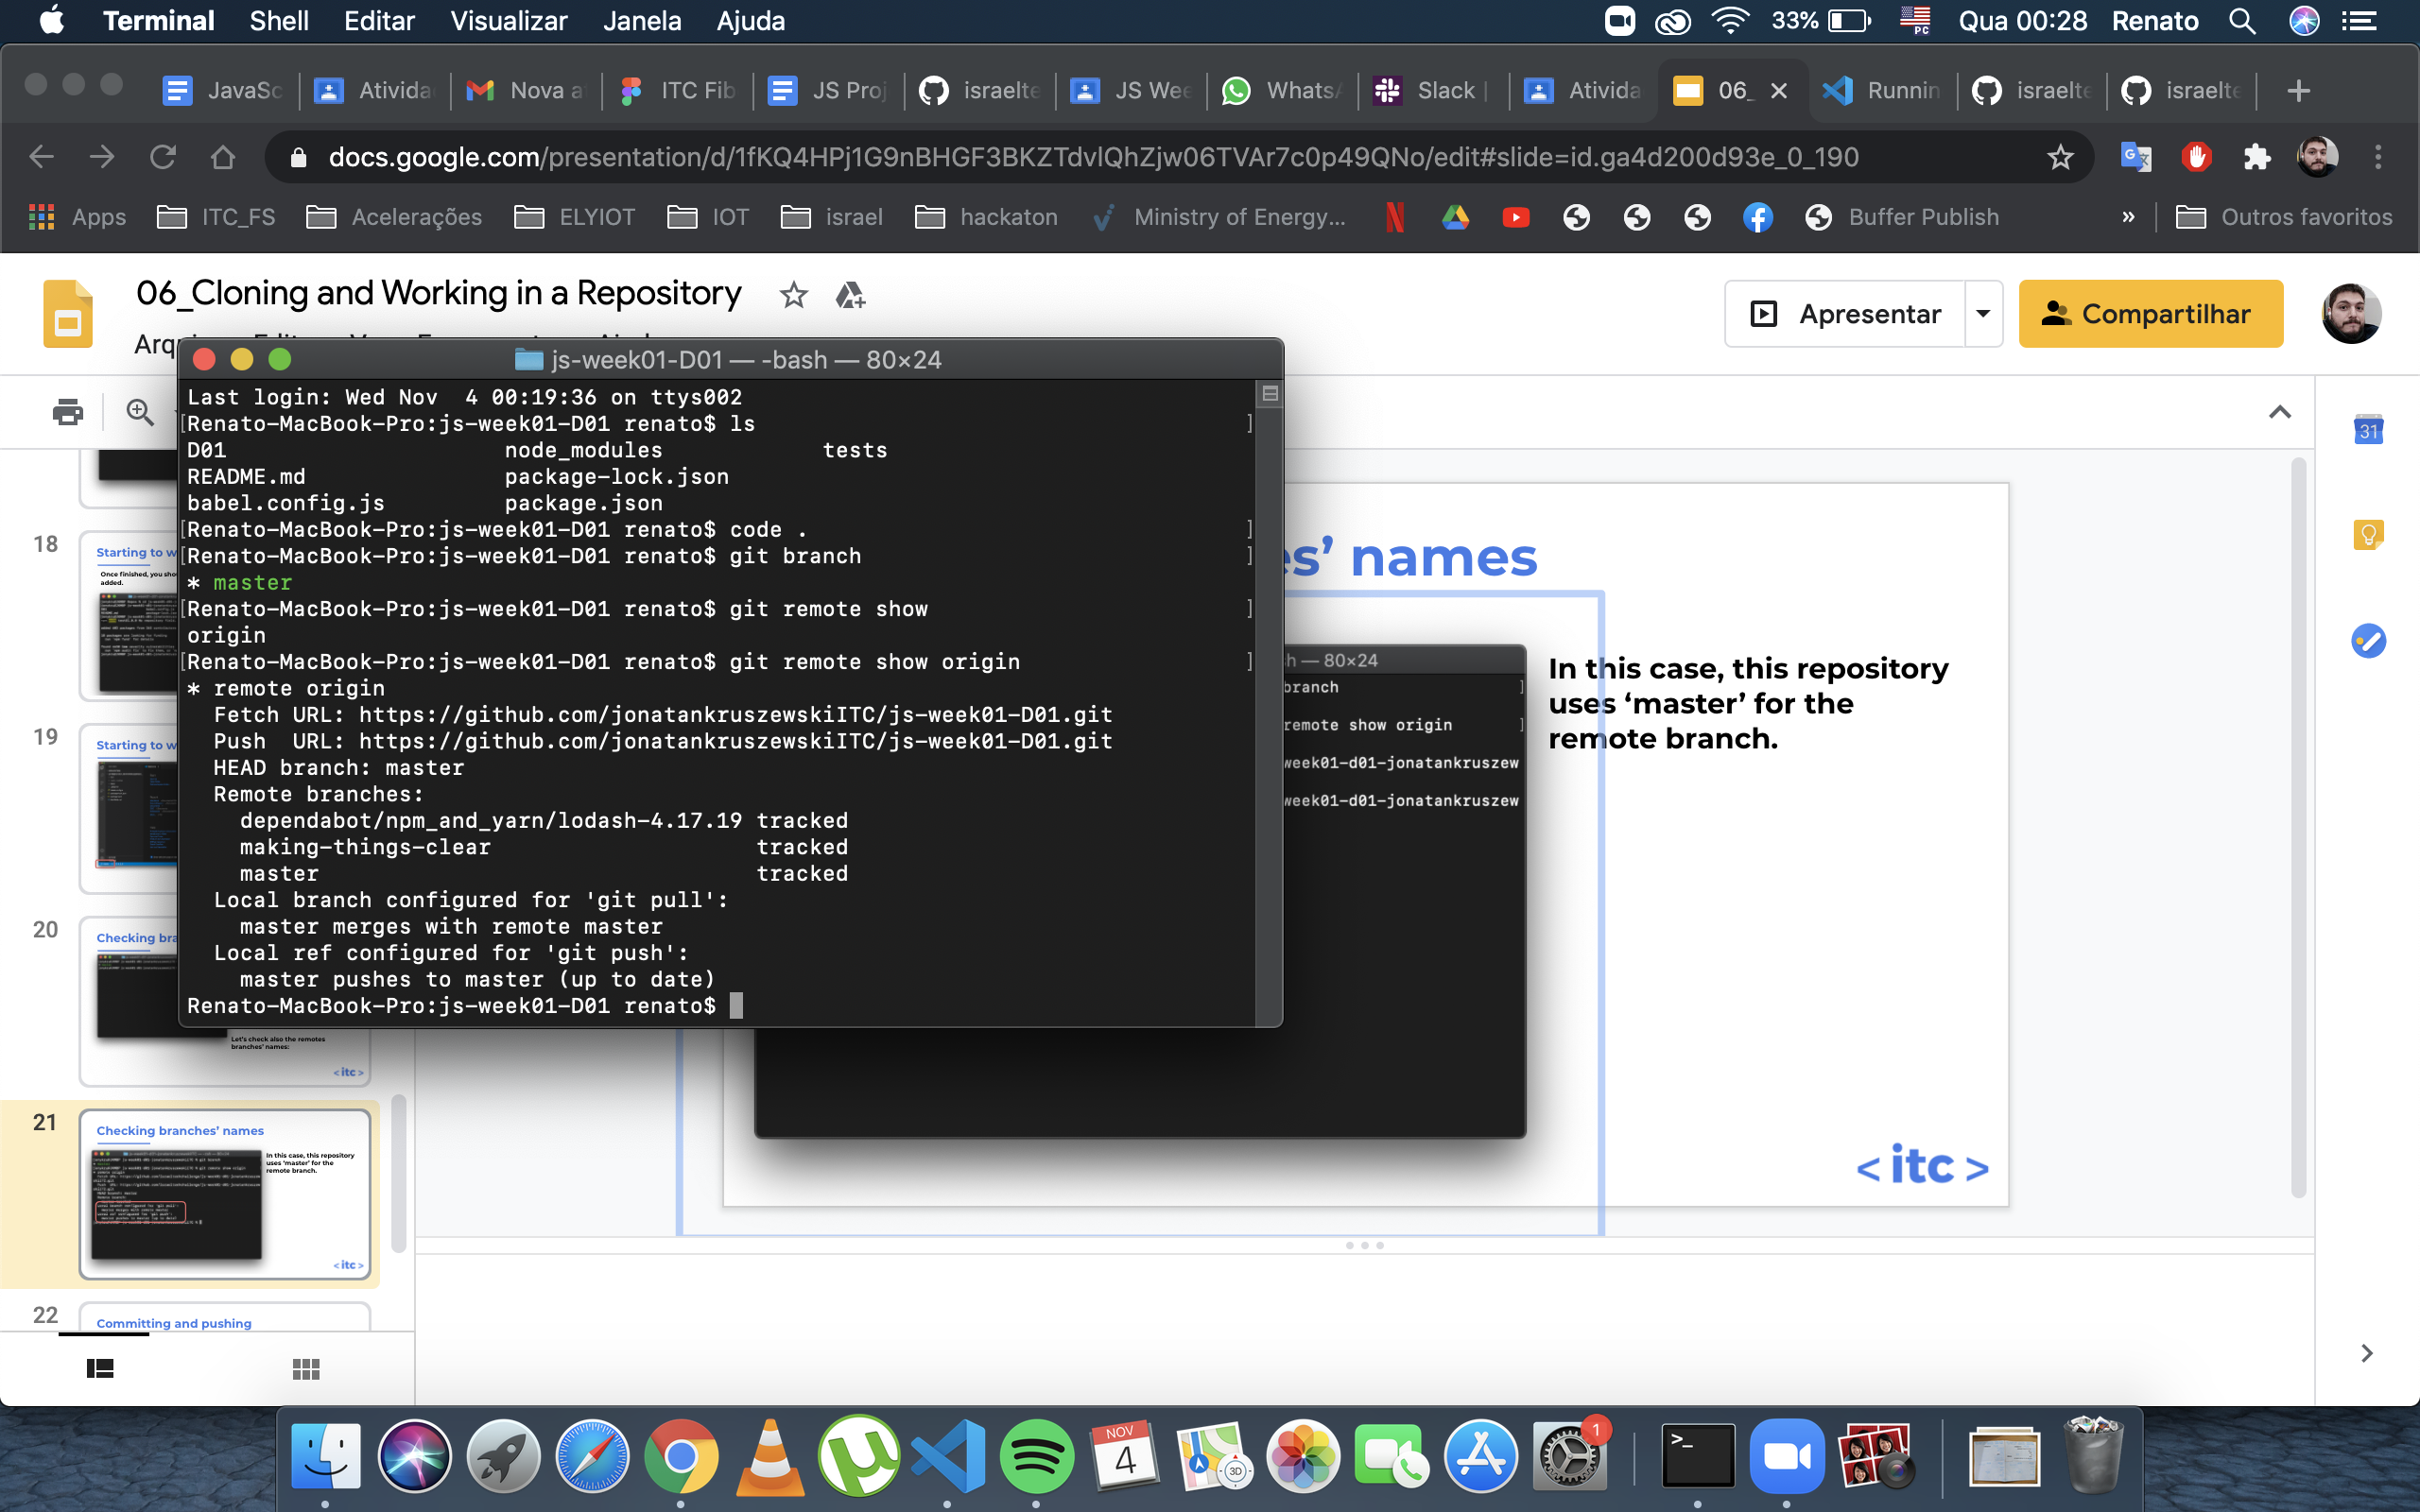 Terminal Shell Editar Visualizar Janela Ajuda 33% PC Qua 00:28 Renato
JavaSc Ativida Nova a ITC Fib JS Proj israelte JS Wee WhatsA Slack | Ativida 06_ Runnin israelte israelte
docs.google.com/presentation/d/1fKQ4HPj1G9nBHGF3BKZTdvlQhZjw06TVAr7c0p49QNo/edit#slide=id.ga4d200d93e_0_190
Apps ITC_FS Acelerações ELYIOT IOT israel hackaton Ministry of Energy... Buffer Publish » Outros favoritos
06_Cloning and Working in a Repository
Apresentar
Compartilhar
js-week01-D01 — -bash — 80×24
Last login: Wed Nov  4 00:19:36 on ttys002
[Renato-MacBook-Pro:js-week01-D01 renato$ ls ]
D01 node_modules tests
README.md package-lock.json
babel.config.js package.json
[Renato-MacBook-Pro:js-week01-D01 renato$ code . ]
[Renato-MacBook-Pro:js-week01-D01 renato$ git branch ]
* master
[Renato-MacBook-Pro:js-week01-D01 renato$ git remote show ]
origin
[Renato-MacBook-Pro:js-week01-D01 renato$ git remote show origin ]
* remote origin
Fetch URL: https://github.com/jonatankruszewskiITC/js-week01-D01.git
Push  URL: https://github.com/jonatankruszewskiITC/js-week01-D01.git
HEAD branch: master
Remote branches:
dependabot/npm_and_yarn/lodash-4.17.19 tracked
making-things-clear tracked
master tracked
Local branch configured for 'git pull':
master merges with remote master
Local ref configured for 'git push':
master pushes to master (up to date)
Renato-MacBook-Pro:js-week01-D01 renato$
18
Starting to w
Once finished, you sho
added.
19
Starting to w
20
Checking bra
Let's check also the remotes
branches' names:
<itc>
21
Checking branches' names
In this case, this repository
uses 'master' for the
remote branch.
<itc>
22
Committing and pushing
es’ names
h — 80×24
branch ]
remote show origin ]
week01-d01-jonatankruszew
week01-d01-jonatankruszew
In this case, this repository
uses ‘master’ for the
remote branch.
<itc>
31
NOV
4
3D
1
>_